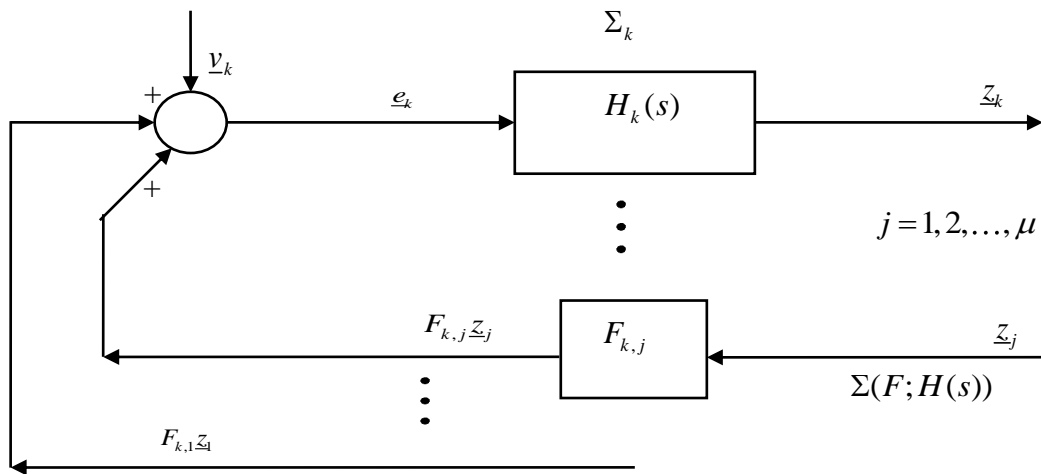 Σ_k
v_k
+
e_k
H_k(s)
z_k
+
j = 1, 2, …, μ
F_{k,j} z_j
F_{k,j}
z_j
Σ(F; H(s))
F_{k,1} z_1